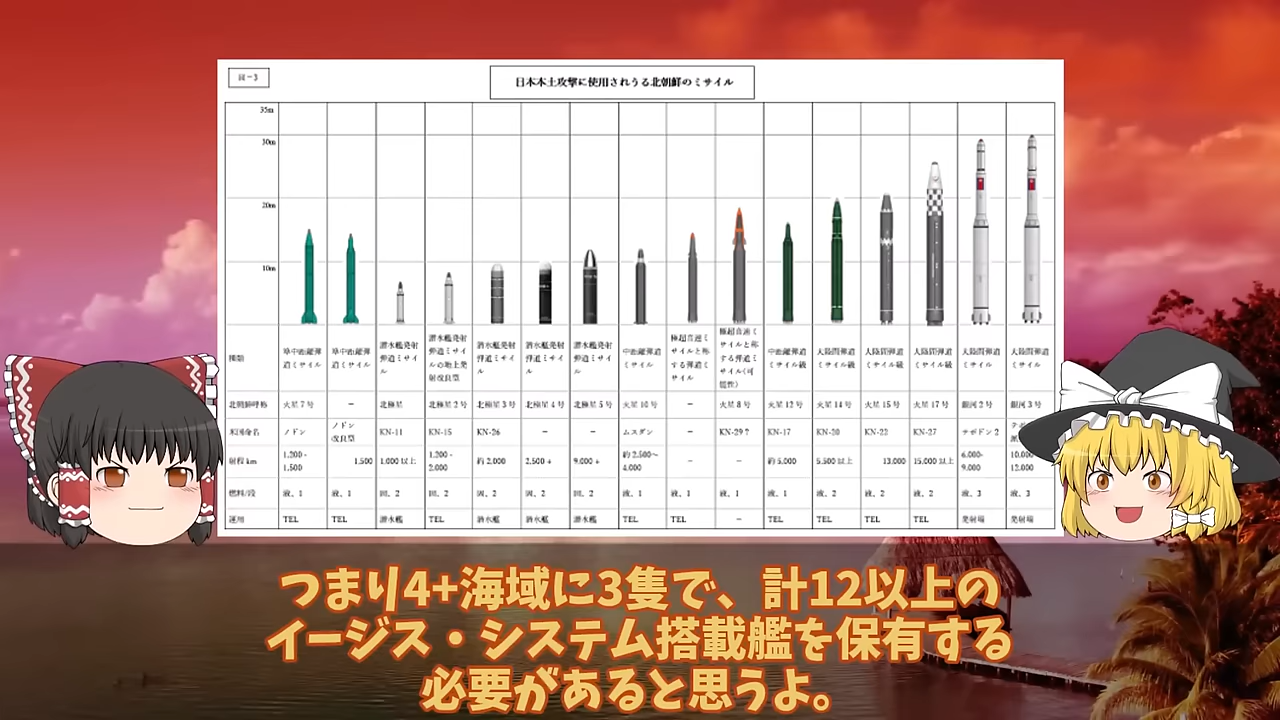 図-3
日本本土攻撃に使用されうる北朝鮮のミサイル
35m
30m
20m
10m
種類
準中距離弾道ミサイル
準中距離弾道ミサイル
潜水艦発射弾道ミサイル
潜水艦発射弾道ミサイルの地上発射改良型
潜水艦発射弾道ミサイル
潜水艦発射弾道ミサイル
潜水艦発射弾道ミサイル
中距離弾道ミサイル
極超音速ミサイルと称する弾道ミサイル
極超音速ミサイルと称する弾道ミサイル(可能性)
中距離弾道ミサイル級
大陸間弾道ミサイル級
大陸間弾道ミサイル級
大陸間弾道ミサイル級
大陸間弾道ミサイル
大陸間弾道ミサイル
北朝鮮呼称 火星7号 － 北極星 北極星2号 北極星3号 北極星4号 北極星5号 火星10号 － 火星8号 火星12号 火星14号 火星15号 火星17号 銀河2号 銀河3号
米国命名 ノドン ノドン改良型 KN-11 KN-15 KN-26 － － ムスダン － KN-29? KN-17 KN-20 KN-22 KN-27 テポドン2
射程km 1,200-1,500 1,500 1,000以上 1,200-2,000 約2,000 2,500+ 9,000+ 約2,500～4,000 － － 約5,000 5,500以上 13,000 15,000以上 6,000-9,000 10,000-12,000
燃料/段 液、1 液、1 固、2 固、2 固、2 固、2 固、2 液、1 液、1 液、1 液、1 液、2 液、2 液、2 液、3 液、3
運用 TEL TEL 潜水艦 TEL 潜水艦 潜水艦 潜水艦 TEL TEL － TEL TEL TEL TEL 発射場 発射場
つまり4+海域に3隻で、計12以上の
イージス・システム搭載艦を保有する
必要があると思うよ。